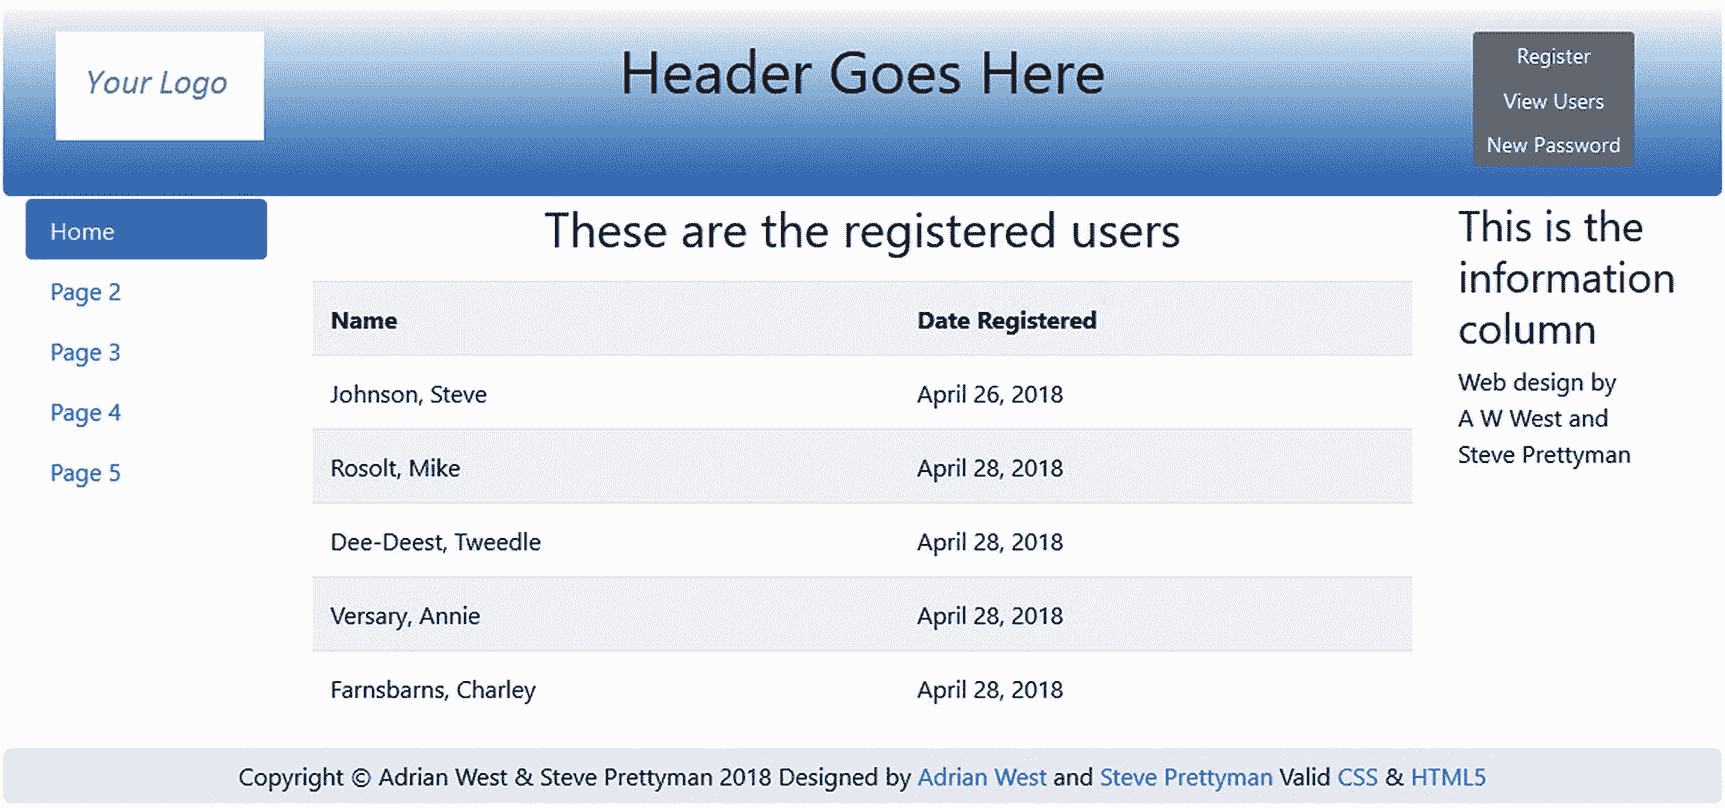 Your Logo
Header Goes Here
Register
View Users
New Password
Home
Page 2
Page 3
Page 4
Page 5
These are the registered users
Name Date Registered
Johnson, Steve April 26, 2018
Rosolt, Mike April 28, 2018
Dee-Deest, Tweedle April 28, 2018
Versary, Annie April 28, 2018
Farnsbarns, Charley April 28, 2018
This is the
information
column
Web design by
A W West and
Steve Prettyman
Copyright © Adrian West & Steve Prettyman 2018 Designed by Adrian West and Steve Prettyman Valid CSS & HTML5